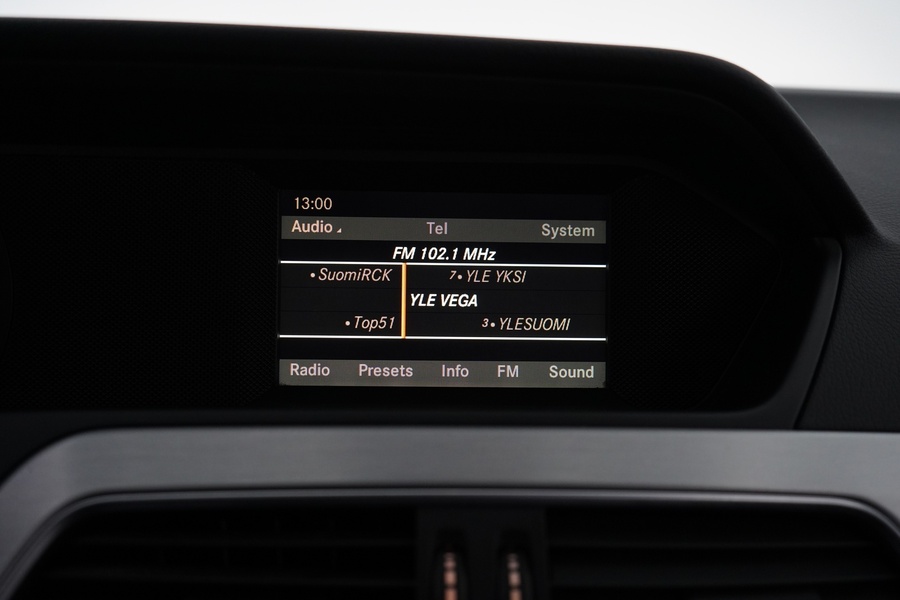 13:00
Audio Tel System
FM 102.1 MHz
• SuomiRCK 7• YLE YKSI
YLE VEGA
• Top51 3• YLESUOMI
Radio Presets Info FM Sound